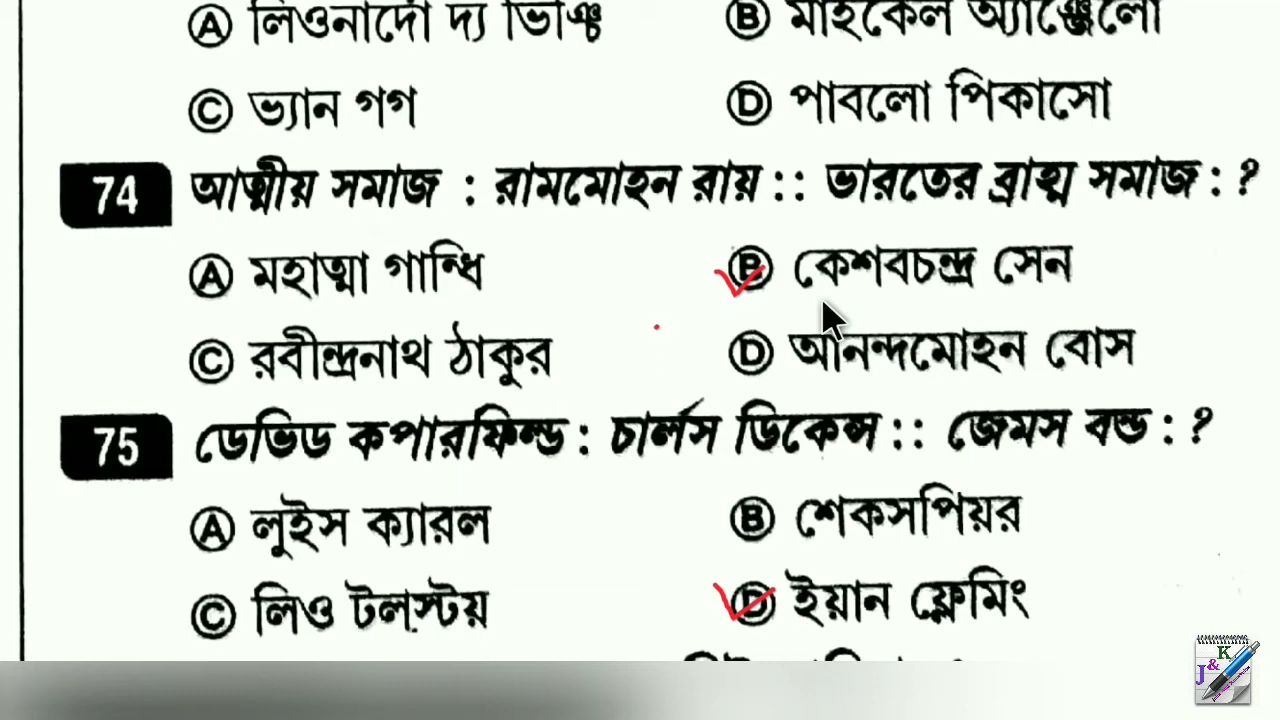 Ⓐ লিওনার্দো দ্য ভিঞ্চি Ⓑ মাইকেল অ্যাঞ্জেলো
Ⓒ ভ্যান গগ Ⓓ পাবলো পিকাসো
74 আত্মীয় সমাজ : রামমোহন রায় :: ভারতের ব্রাহ্ম সমাজ : ?
Ⓐ মহাত্মা গান্ধি Ⓑ কেশবচন্দ্র সেন
Ⓒ রবীন্দ্রনাথ ঠাকুর Ⓓ আনন্দমোহন বোস
75 ডেভিড কপারফিল্ড : চার্লস ডিকেন্স :: জেমস বন্ড : ?
Ⓐ লুইস ক্যারল Ⓑ শেকসপিয়র
Ⓒ লিও টলস্টয় Ⓓ ইয়ান ফ্লেমিং
J&K